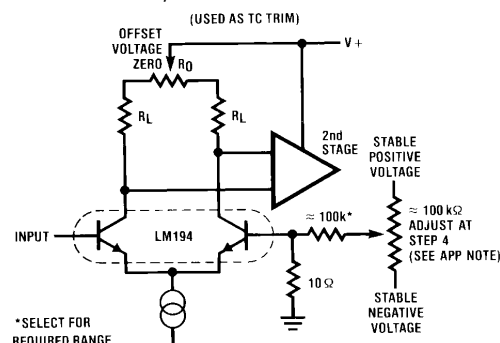 (USED AS TC TRIM)
OFFSET
VOLTAGE
ZERO R0
V+
RL
RL
2nd
STAGE
STABLE
POSITIVE
VOLTAGE
≈ 100k*
≈ 100 kΩ
ADJUST AT
STEP 4
(SEE APP NOTE)
INPUT
LM194
10Ω
STABLE
NEGATIVE
VOLTAGE
*SELECT FOR
REQUIRED RANGE